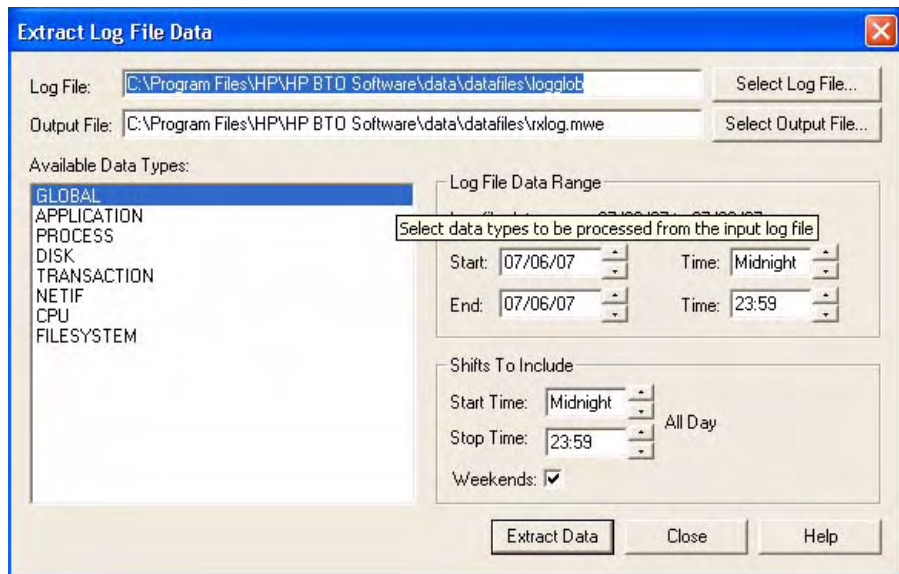 Extract Log File Data
Log File: C:\Program Files\HP\HP BTO Software\data\datafiles\logglob Select Log File...
Output File: C:\Program Files\HP\HP BTO Software\data\datafiles\rxlog.mwe Select Output File...
Available Data Types:
GLOBAL
APPLICATION
PROCESS
DISK
TRANSACTION
NETIF
CPU
FILESYSTEM
Log File Data Range
Select data types to be processed from the input log file
Start: 07/06/07 Time: Midnight
End: 07/06/07 Time: 23:59
Shifts To Include
Start Time: Midnight
All Day
Stop Time: 23:59
Weekends:
Extract Data Close Help